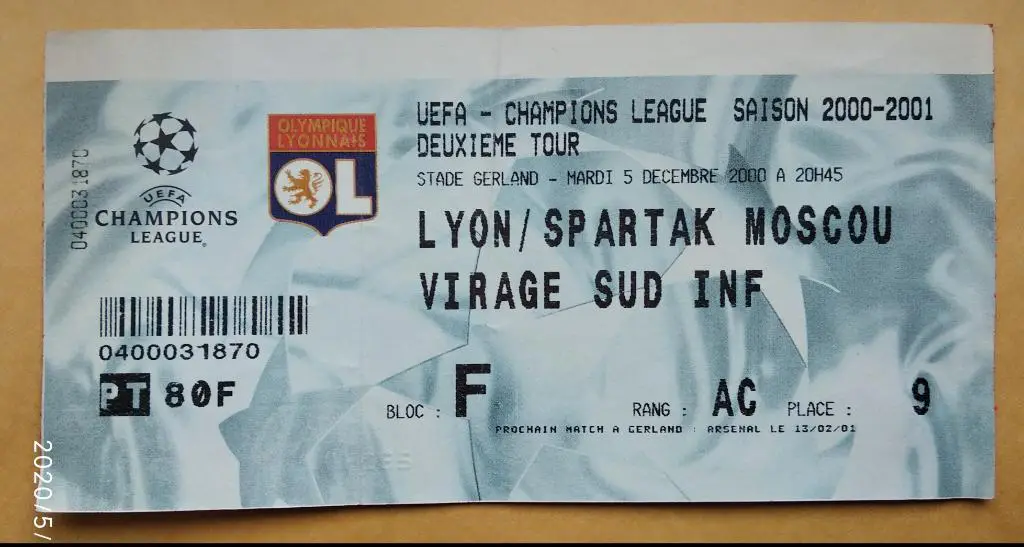 UEFA - CHAMPIONS LEAGUE SAISON 2000-2001
DEUXIEME TOUR
STADE GERLAND - MARDI 5 DECEMBRE 2000 A 20H45
LYON/SPARTAK MOSCOU
VIRAGE SUD INF
0400031870
UEFA
CHAMPIONS
LEAGUE
OLYMPIQUE
LYONNAIS
OL
0400031870
PT 80F
BLOC : F RANG : AC PLACE : 9
PROCHAIN MATCH A GERLAND : ARSENAL LE 13/02/01
2020/5/